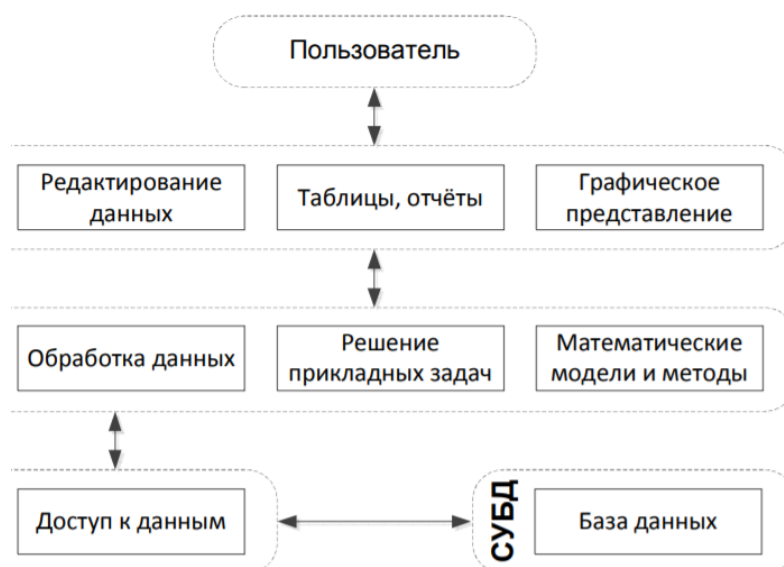 Пользователь
Редактирование
данных
Таблицы, отчёты
Графическое
представление
Обработка данных
Решение
прикладных задач
Математические
модели и методы
Доступ к данным
СУБД
База данных